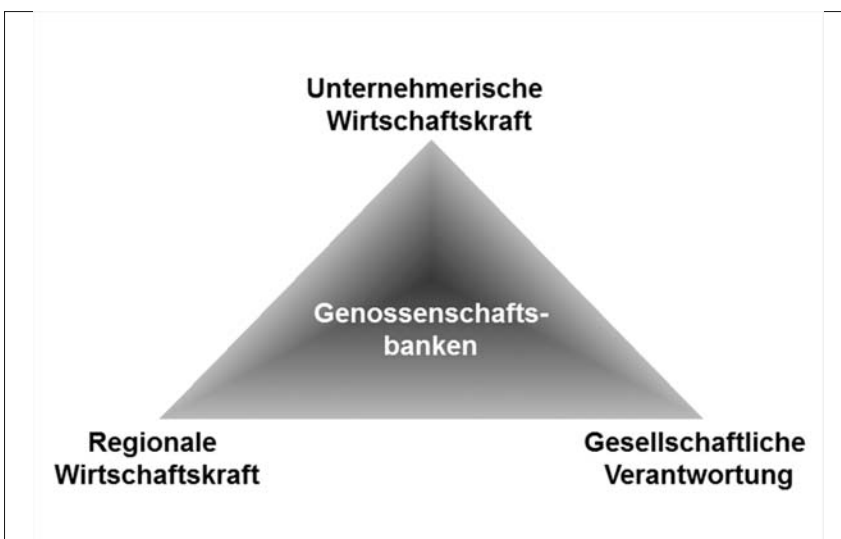 Unternehmerische
Wirtschaftskraft
Genossenschafts-
banken
Regionale
Wirtschaftskraft
Gesellschaftliche
Verantwortung